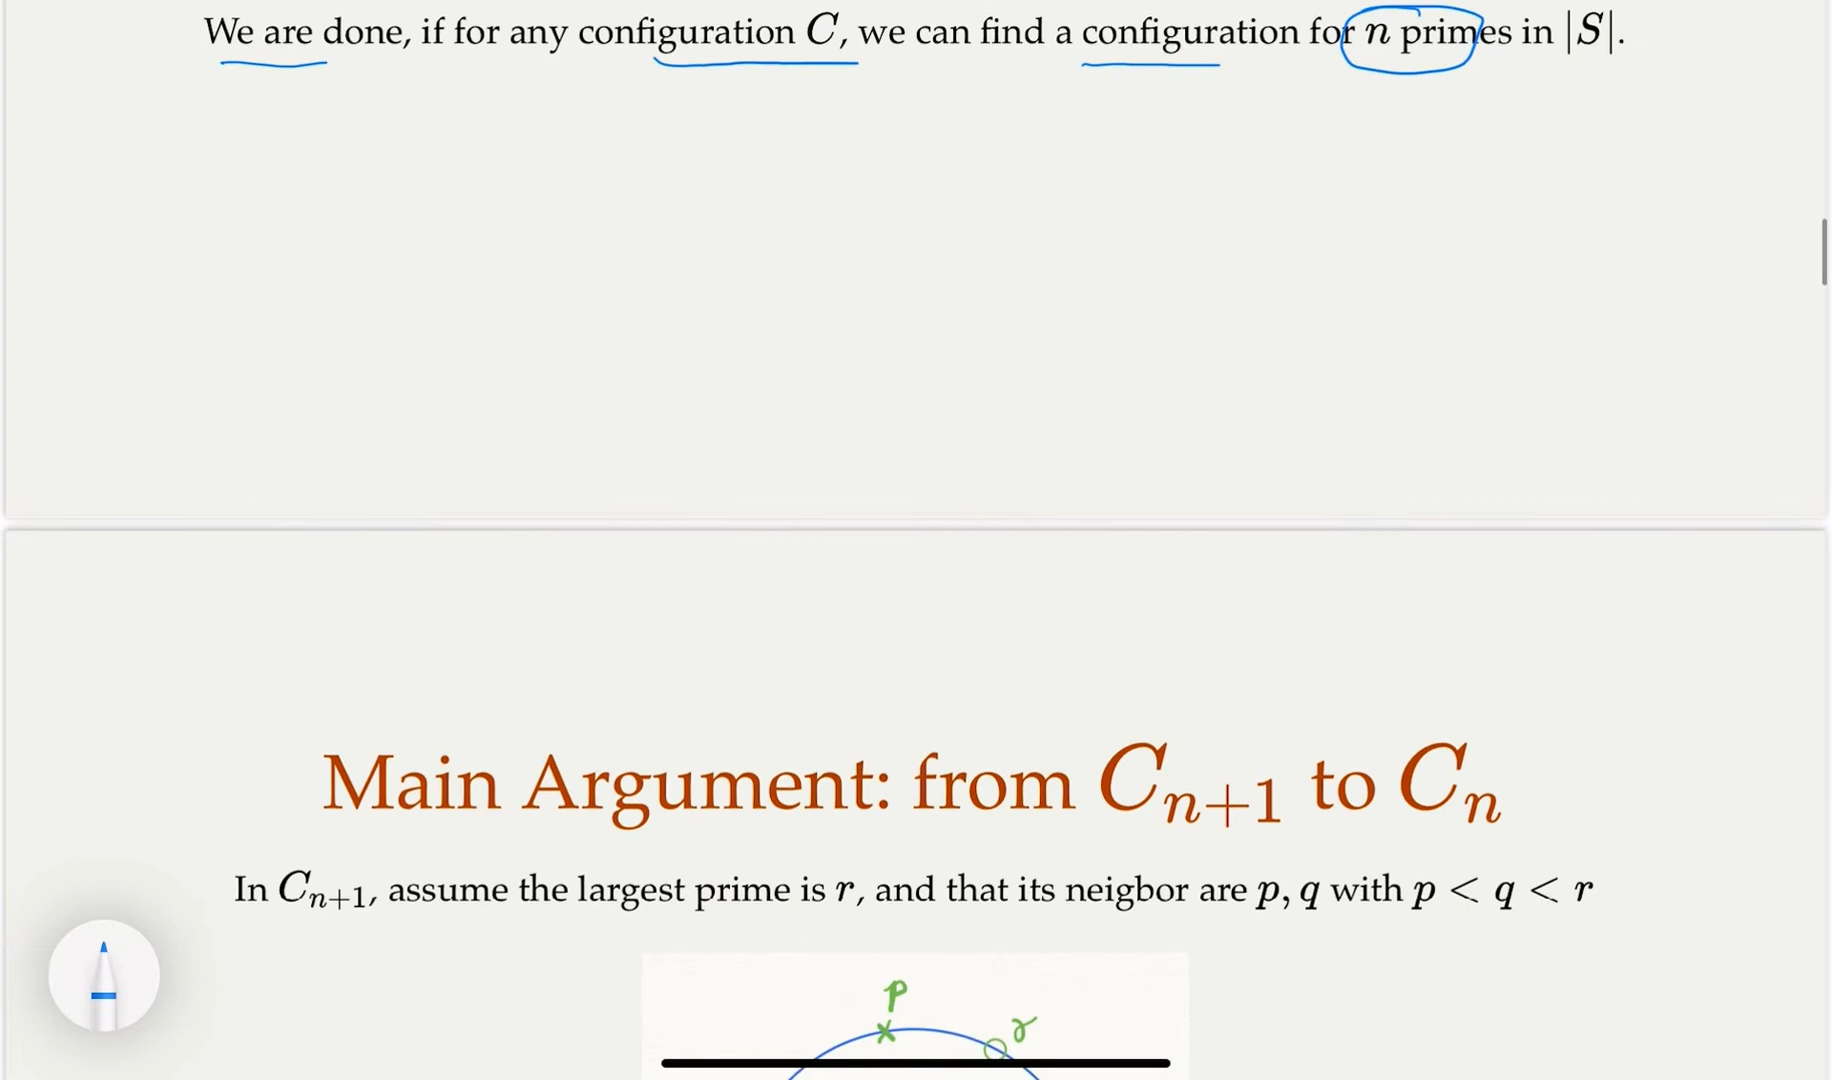 We are done, if for any configuration C, we can find a configuration for n primes in |S|.
Main Argument: from Cₙ₊₁ to Cₙ
In Cₙ₊₁, assume the largest prime is r, and that its neigbor are p, q with p < q < r
p
r